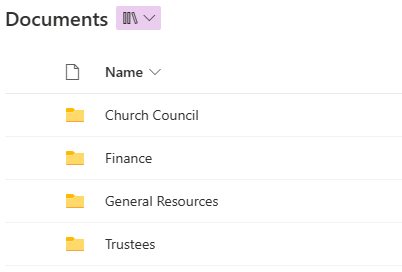 Documents
Name
Church Council
Finance
General Resources
Trustees